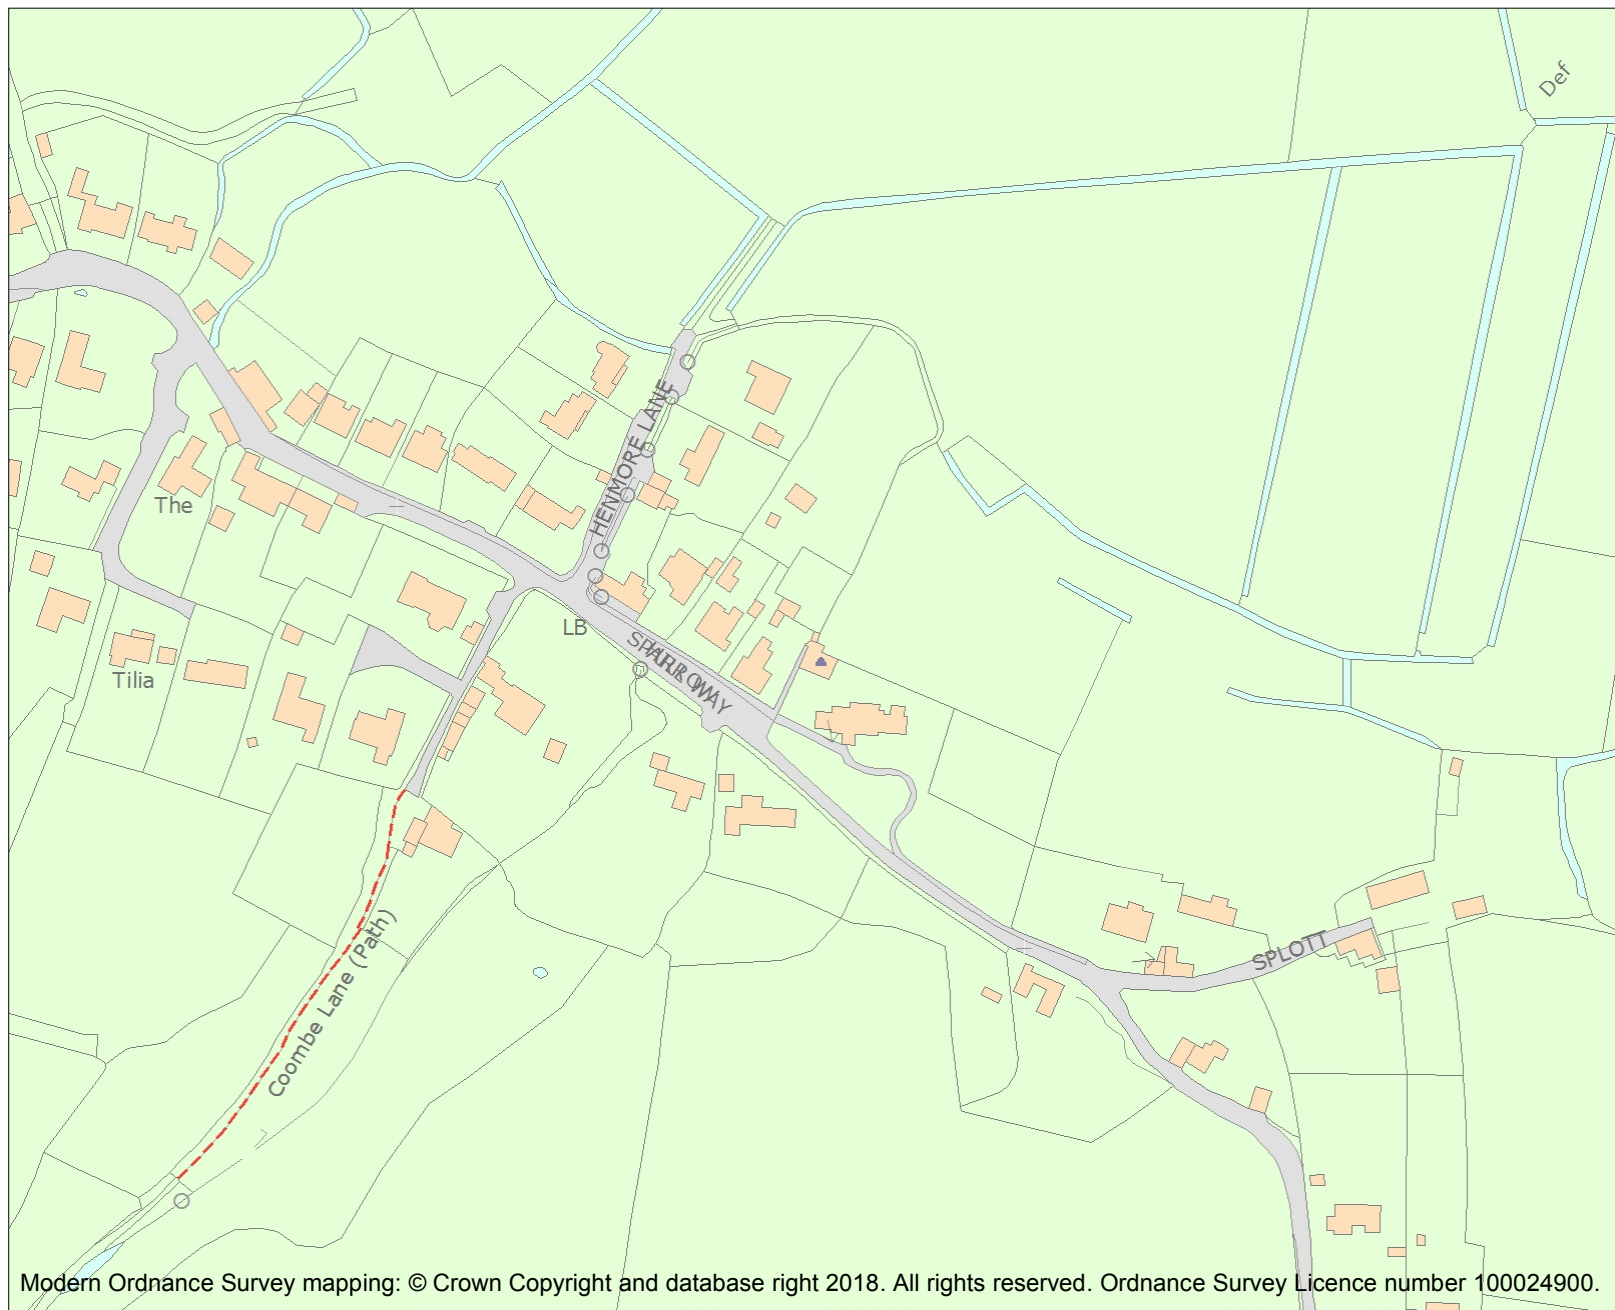 Def
HENMORE LANE
The
LB
SPARROW
HILL WAY
Tilia
SPLOTT
Coombe Lane (Path)
Modern Ordnance Survey mapping: © Crown Copyright and database right 2018. All rights reserved. Ordnance Survey Licence number 100024900.